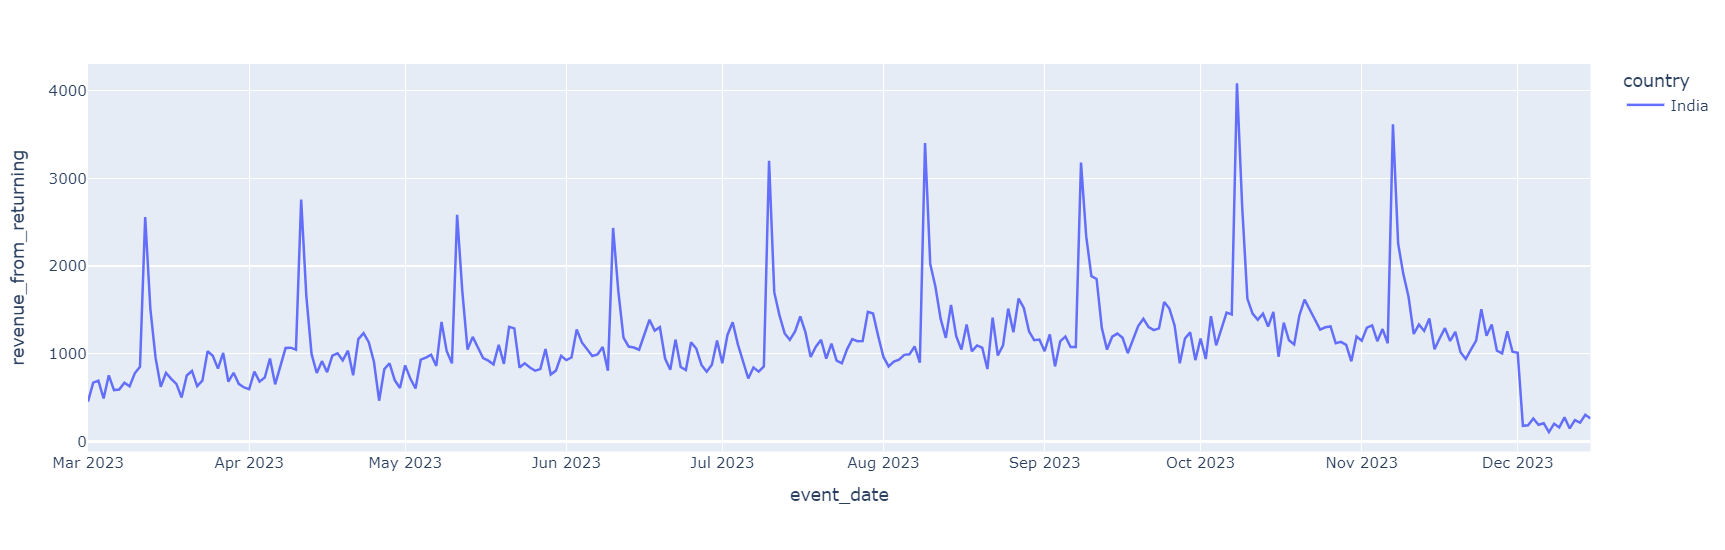 country
India
4000
3000
2000
1000
0
revenue_from_returning
Mar 2023
Apr 2023
May 2023
Jun 2023
Jul 2023
Aug 2023
Sep 2023
Oct 2023
Nov 2023
Dec 2023
event_date